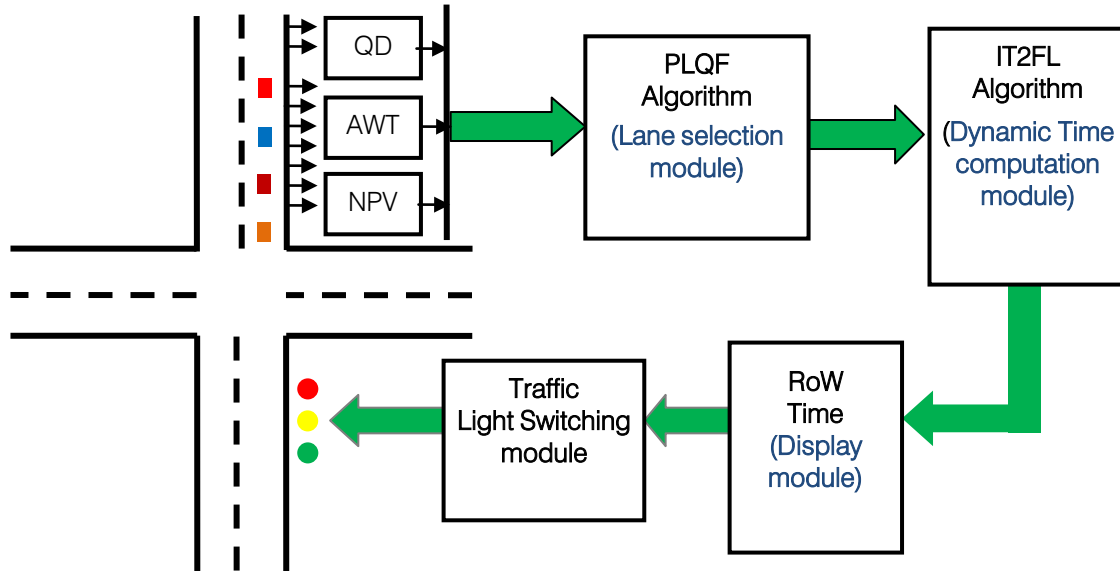 QD
AWT
NPV
PLQF
Algorithm
(Lane selection
module)
IT2FL
Algorithm
(Dynamic Time
computation
module)
RoW
Time
(Display
module)
Traffic
Light Switching
module